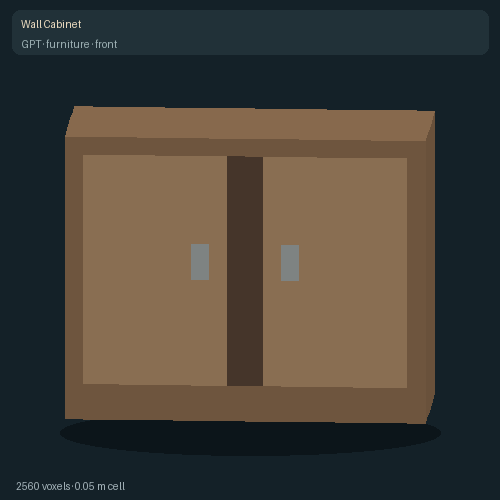 Wall Cabinet
GPT · furniture · front
2560 voxels · 0.05 m cell